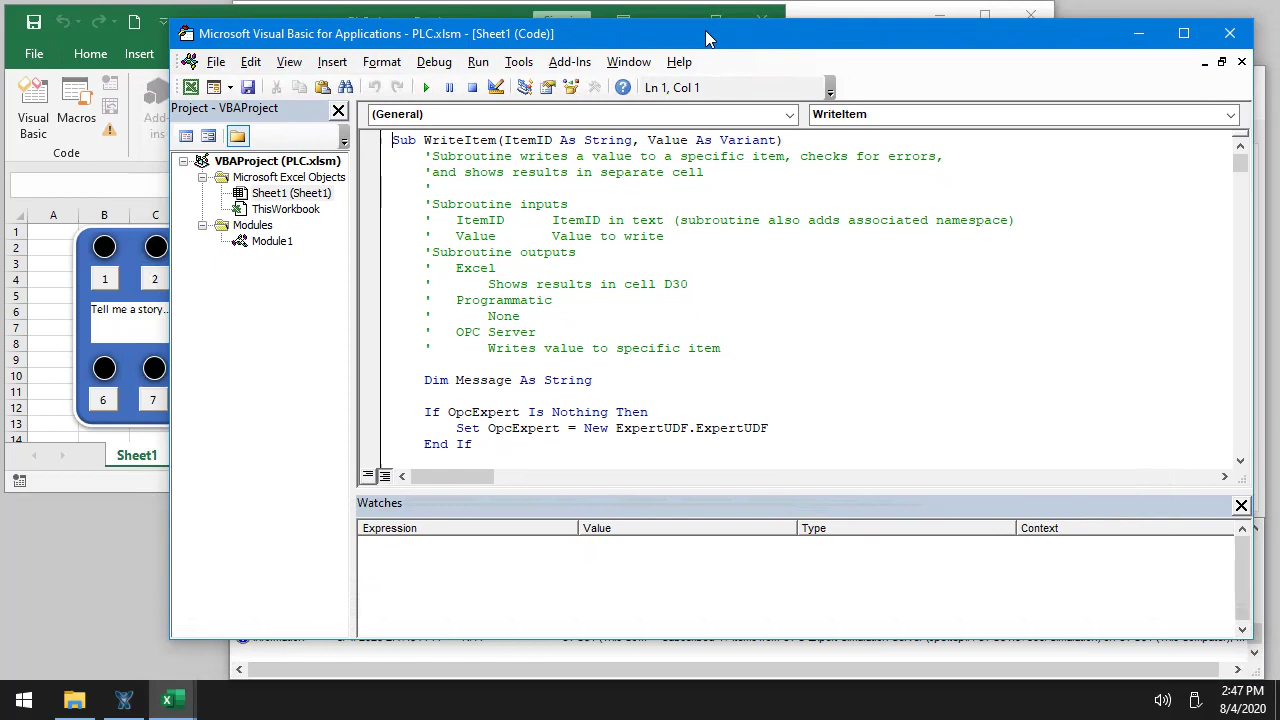 Microsoft Visual Basic for Applications - PLC.xlsm - [Sheet1 (Code)]
File Edit View Insert Format Debug Run Tools Add-Ins Window Help
Ln 1, Col 1
File Home Insert
Visual Basic
Macros
Add-ins
Code
Project - VBAProject
VBAProject (PLC.xlsm)
Microsoft Excel Objects
Sheet1 (Sheet1)
ThisWorkbook
Modules
Module1
(General) WriteItem
Sub WriteItem(ItemID As String, Value As Variant)
'Subroutine writes a value to a specific item, checks for errors,
'and shows results in separate cell
'
'Subroutine inputs
' ItemID ItemID in text (subroutine also adds associated namespace)
' Value Value to write
'Subroutine outputs
' Excel
' Shows results in cell D30
' Programmatic
' None
' OPC Server
' Writes value to specific item
Dim Message As String
If OpcExpert Is Nothing Then
Set OpcExpert = New ExpertUDF.ExpertUDF
End If
A B C
1
2
3
4
5
6
7
8
9
10
11
12
13
14
1 2
Tell me a story..
6 7
Sheet1
Watches
Expression Value Type Context
2:47 PM
8/4/2020